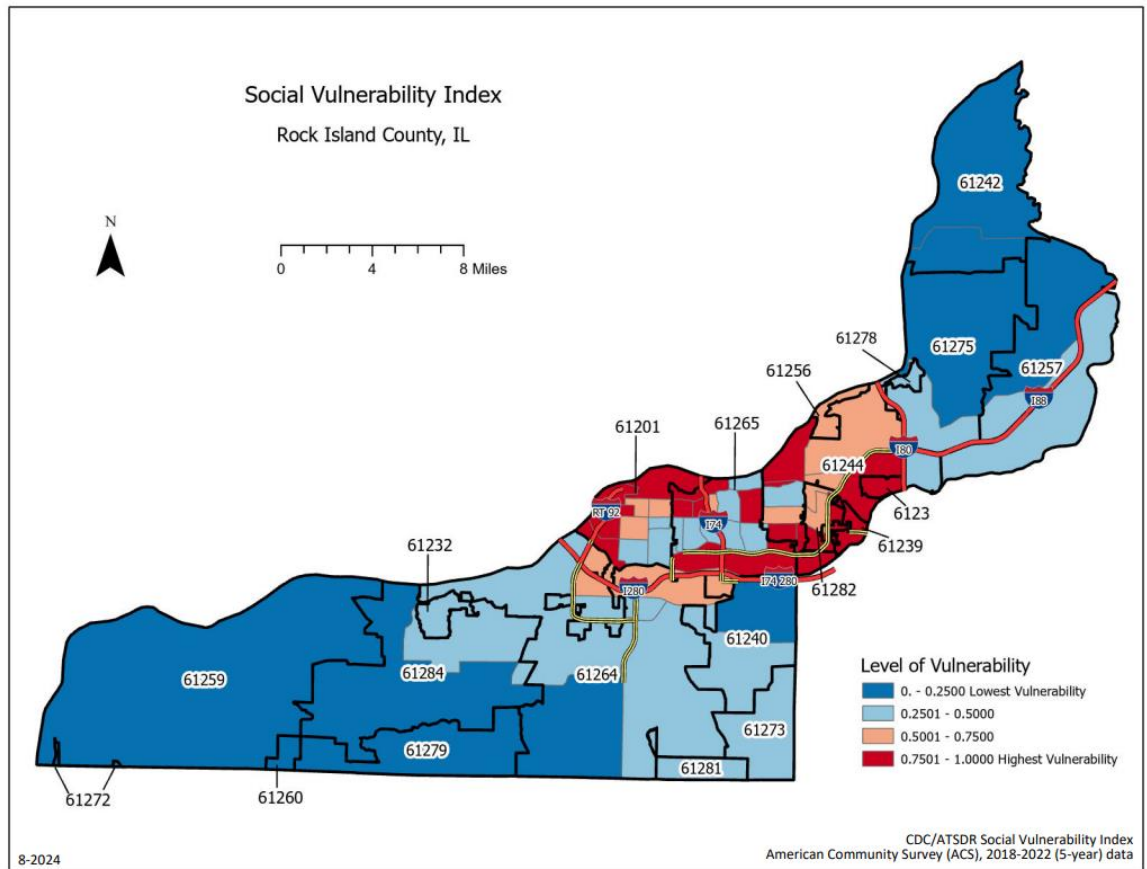 Social Vulnerability Index
Rock Island County, IL
N
0 4 8 Miles
61242
61278
61275
61256
61257
I88
61201
61265
I80
61244
RT 92
I74
6123
61239
61232
I280
I74 280
61282
61240
61259
61284
61264
Level of Vulnerability
0. - 0.2500 Lowest Vulnerability
0.2501 - 0.5000
0.5001 - 0.7500
0.7501 - 1.0000 Highest Vulnerability
61273
61279
61281
61272
61260
CDC/ATSDR Social Vulnerability Index
8-2024
American Community Survey (ACS), 2018-2022 (5-year) data